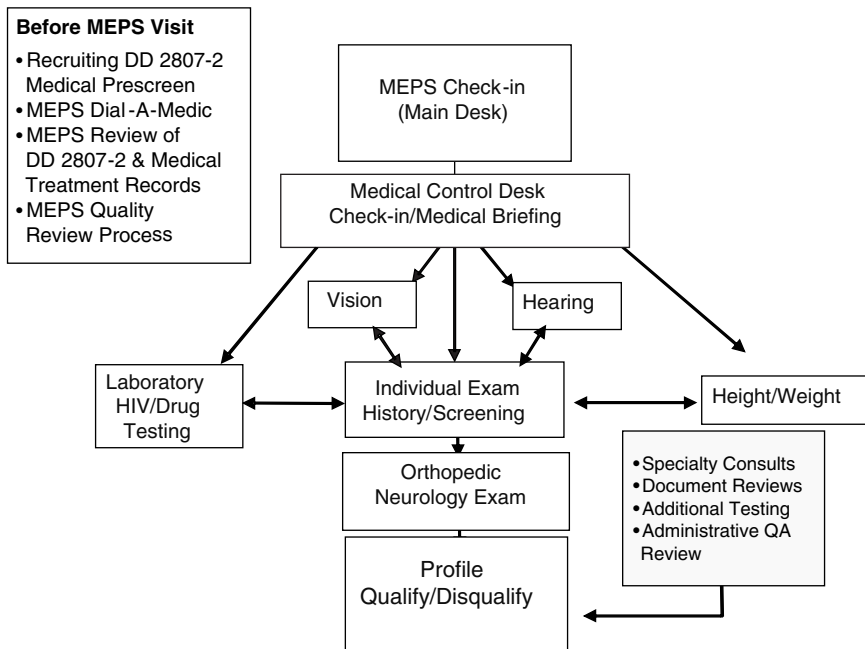 Before MEPS Visit
• Recruiting DD 2807-2
Medical Prescreen
• MEPS Dial-A-Medic
• MEPS Review of
DD 2807-2 & Medical
Treatment Records
• MEPS Quality
Review Process
MEPS Check-in
(Main Desk)
Medical Control Desk
Check-in/Medical Briefing
Vision
Hearing
Laboratory
HIV/Drug
Testing
Individual Exam
History/Screening
Height/Weight
Orthopedic
Neurology Exam
• Specialty Consults
• Document Reviews
• Additional Testing
• Administrative QA
Review
Profile
Qualify/Disqualify